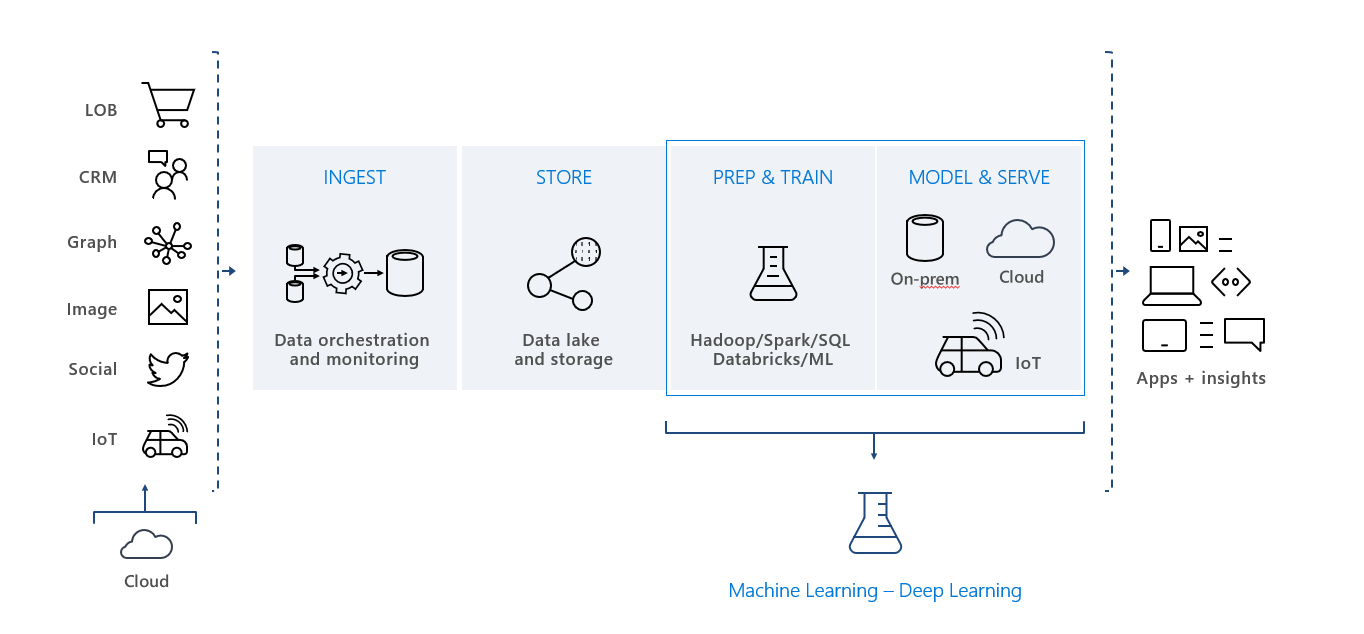 LOB
CRM
Graph
Image
Social
IoT
Cloud
INGEST
Data orchestration
and monitoring
STORE
Data lake
and storage
PREP & TRAIN
Hadoop/Spark/SQL
Databricks/ML
MODEL & SERVE
On-prem
Cloud
IoT
Machine Learning – Deep Learning
Apps + insights